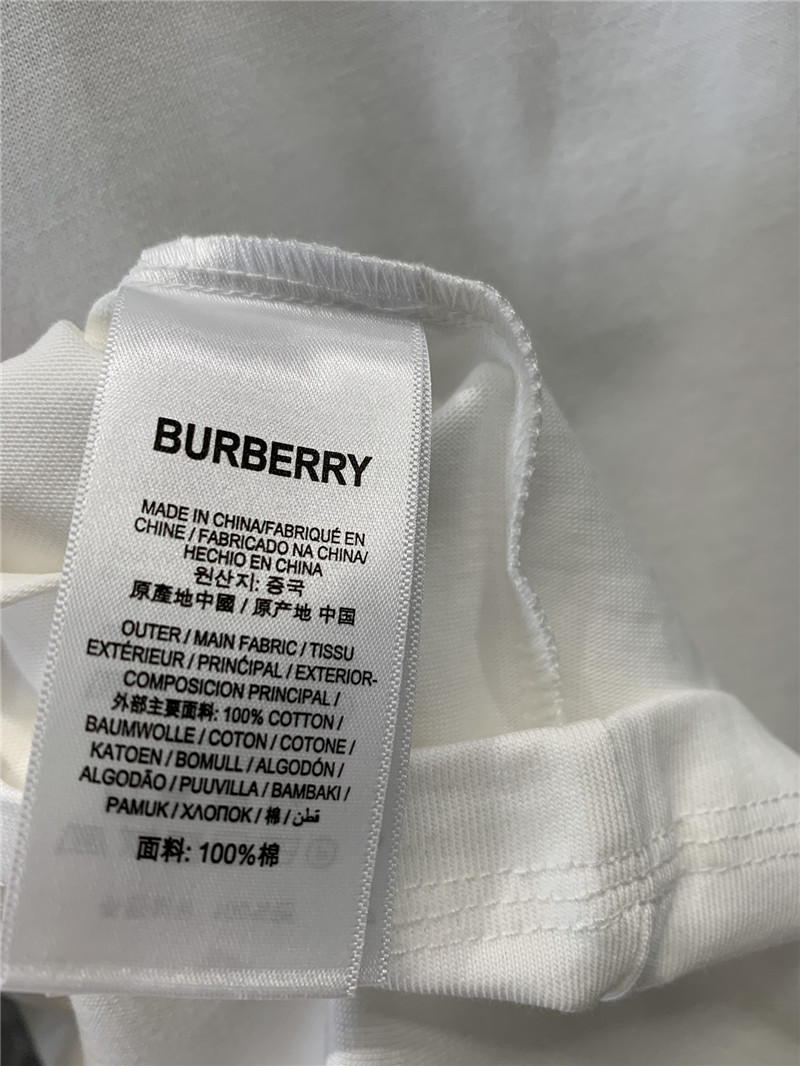 BURBERRY
MADE IN CHINA/FABRIQUÉ EN
CHINE / FABRICADO NA CHINA/
HECHIO EN CHINA
원산지: 중국
原產地中國 / 原产地 中国
OUTER / MAIN FABRIC / TISSU
EXTÉRIEUR / PRINĆIPAL / EXTERIOR-
COMPOSICION PRINCIPAL /
外部主要面料: 100% COTTON /
BAUMWOLLE / COTON / COTONE /
KATOEN / BOMULL / ALGODÓN /
ALGODÃO / PUUVILLA / BAMBAKI /
PAMUK / ХЛОПОК / 棉 / قطن
面料: 100%棉